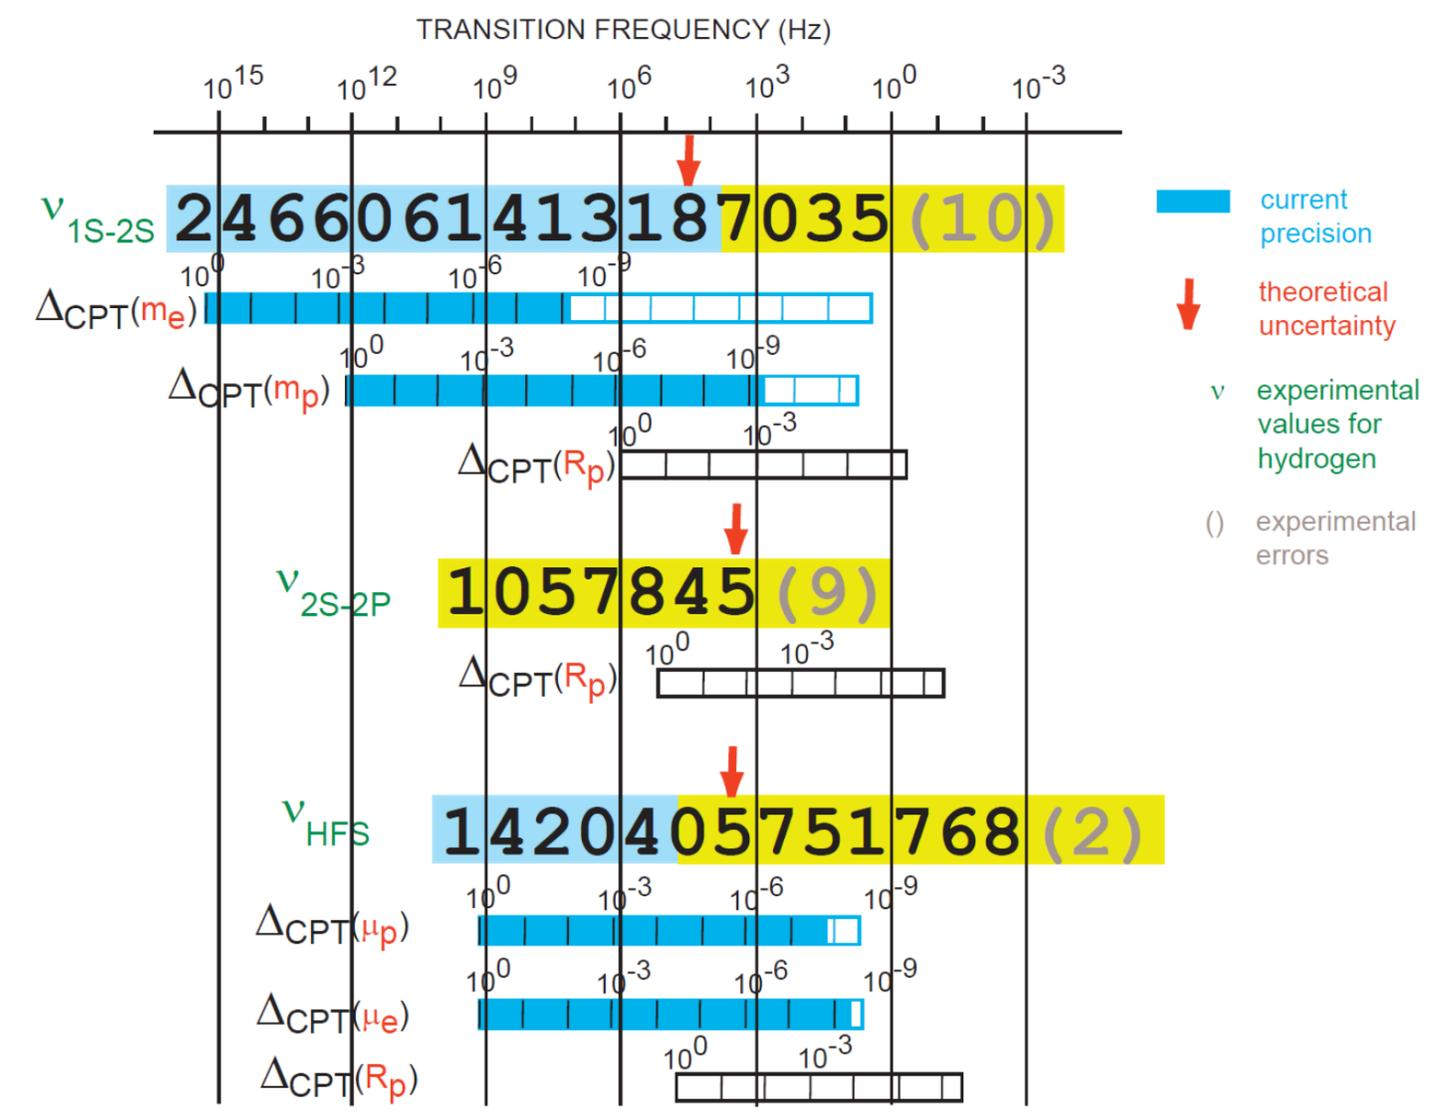 TRANSITION FREQUENCY (Hz)
10^15 10^12 10^9 10^6 10^3 10^0 10^-3
ν1S-2S 2466061413187035(10)
10^0 10^-3 10^-6 10^-9
ΔCPT(me)
10^0 10^-3 10^-6 10^-9
ΔCPT(mp)
10^0 10^-3
ΔCPT(Rp)
ν2S-2P 1057845(9)
10^0 10^-3
ΔCPT(Rp)
νHFS 1420405751768(2)
10^0 10^-3 10^-6 10^-9
ΔCPT(μp)
10^0 10^-3 10^-6 10^-9
ΔCPT(μe)
10^0 10^-3
ΔCPT(Rp)
current
precision
theoretical
uncertainty
ν experimental
values for
hydrogen
() experimental
errors